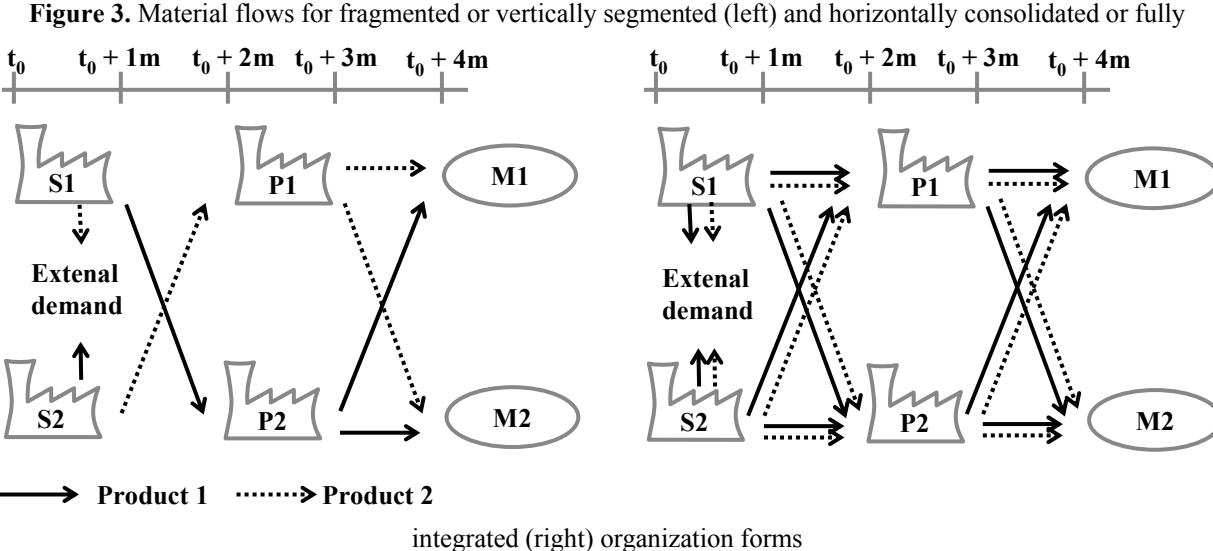 Figure 3. Material flows for fragmented or vertically segmented (left) and horizontally consolidated or fully
t0 t0 + 1m t0 + 2m t0 + 3m t0 + 4m
S1 P1 M1
Extenal
demand
S2 P2 M2
t0 t0 + 1m t0 + 2m t0 + 3m t0 + 4m
S1 P1 M1
Extenal
demand
S2 P2 M2
Product 1 Product 2
integrated (right) organization forms